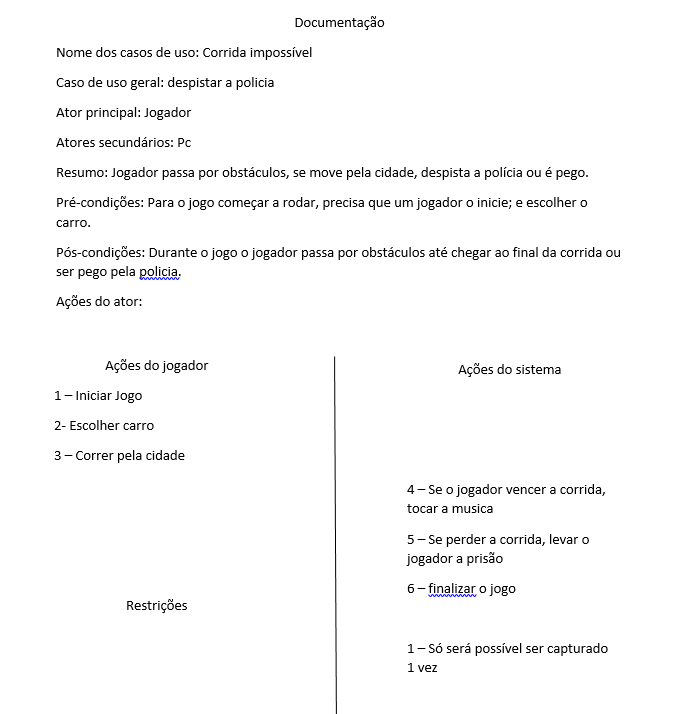 Documentação
Nome dos casos de uso: Corrida impossível
Caso de uso geral: despistar a policia
Ator principal: Jogador
Atores secundários: Pc
Resumo: Jogador passa por obstáculos, se move pela cidade, despista a polícia ou é pego.
Pré-condições: Para o jogo começar a rodar, precisa que um jogador o inicie; e escolher o
carro.
Pós-condições: Durante o jogo o jogador passa por obstáculos até chegar ao final da corrida ou
ser pego pela policia.
Ações do ator:
Ações do jogador
1 – Iniciar Jogo
2- Escolher carro
3 – Correr pela cidade
Ações do sistema
4 – Se o jogador vencer a corrida,
tocar a musica
5 – Se perder a corrida, levar o
jogador a prisão
6 – finalizar o jogo
Restrições
1 – Só será possível ser capturado
1 vez